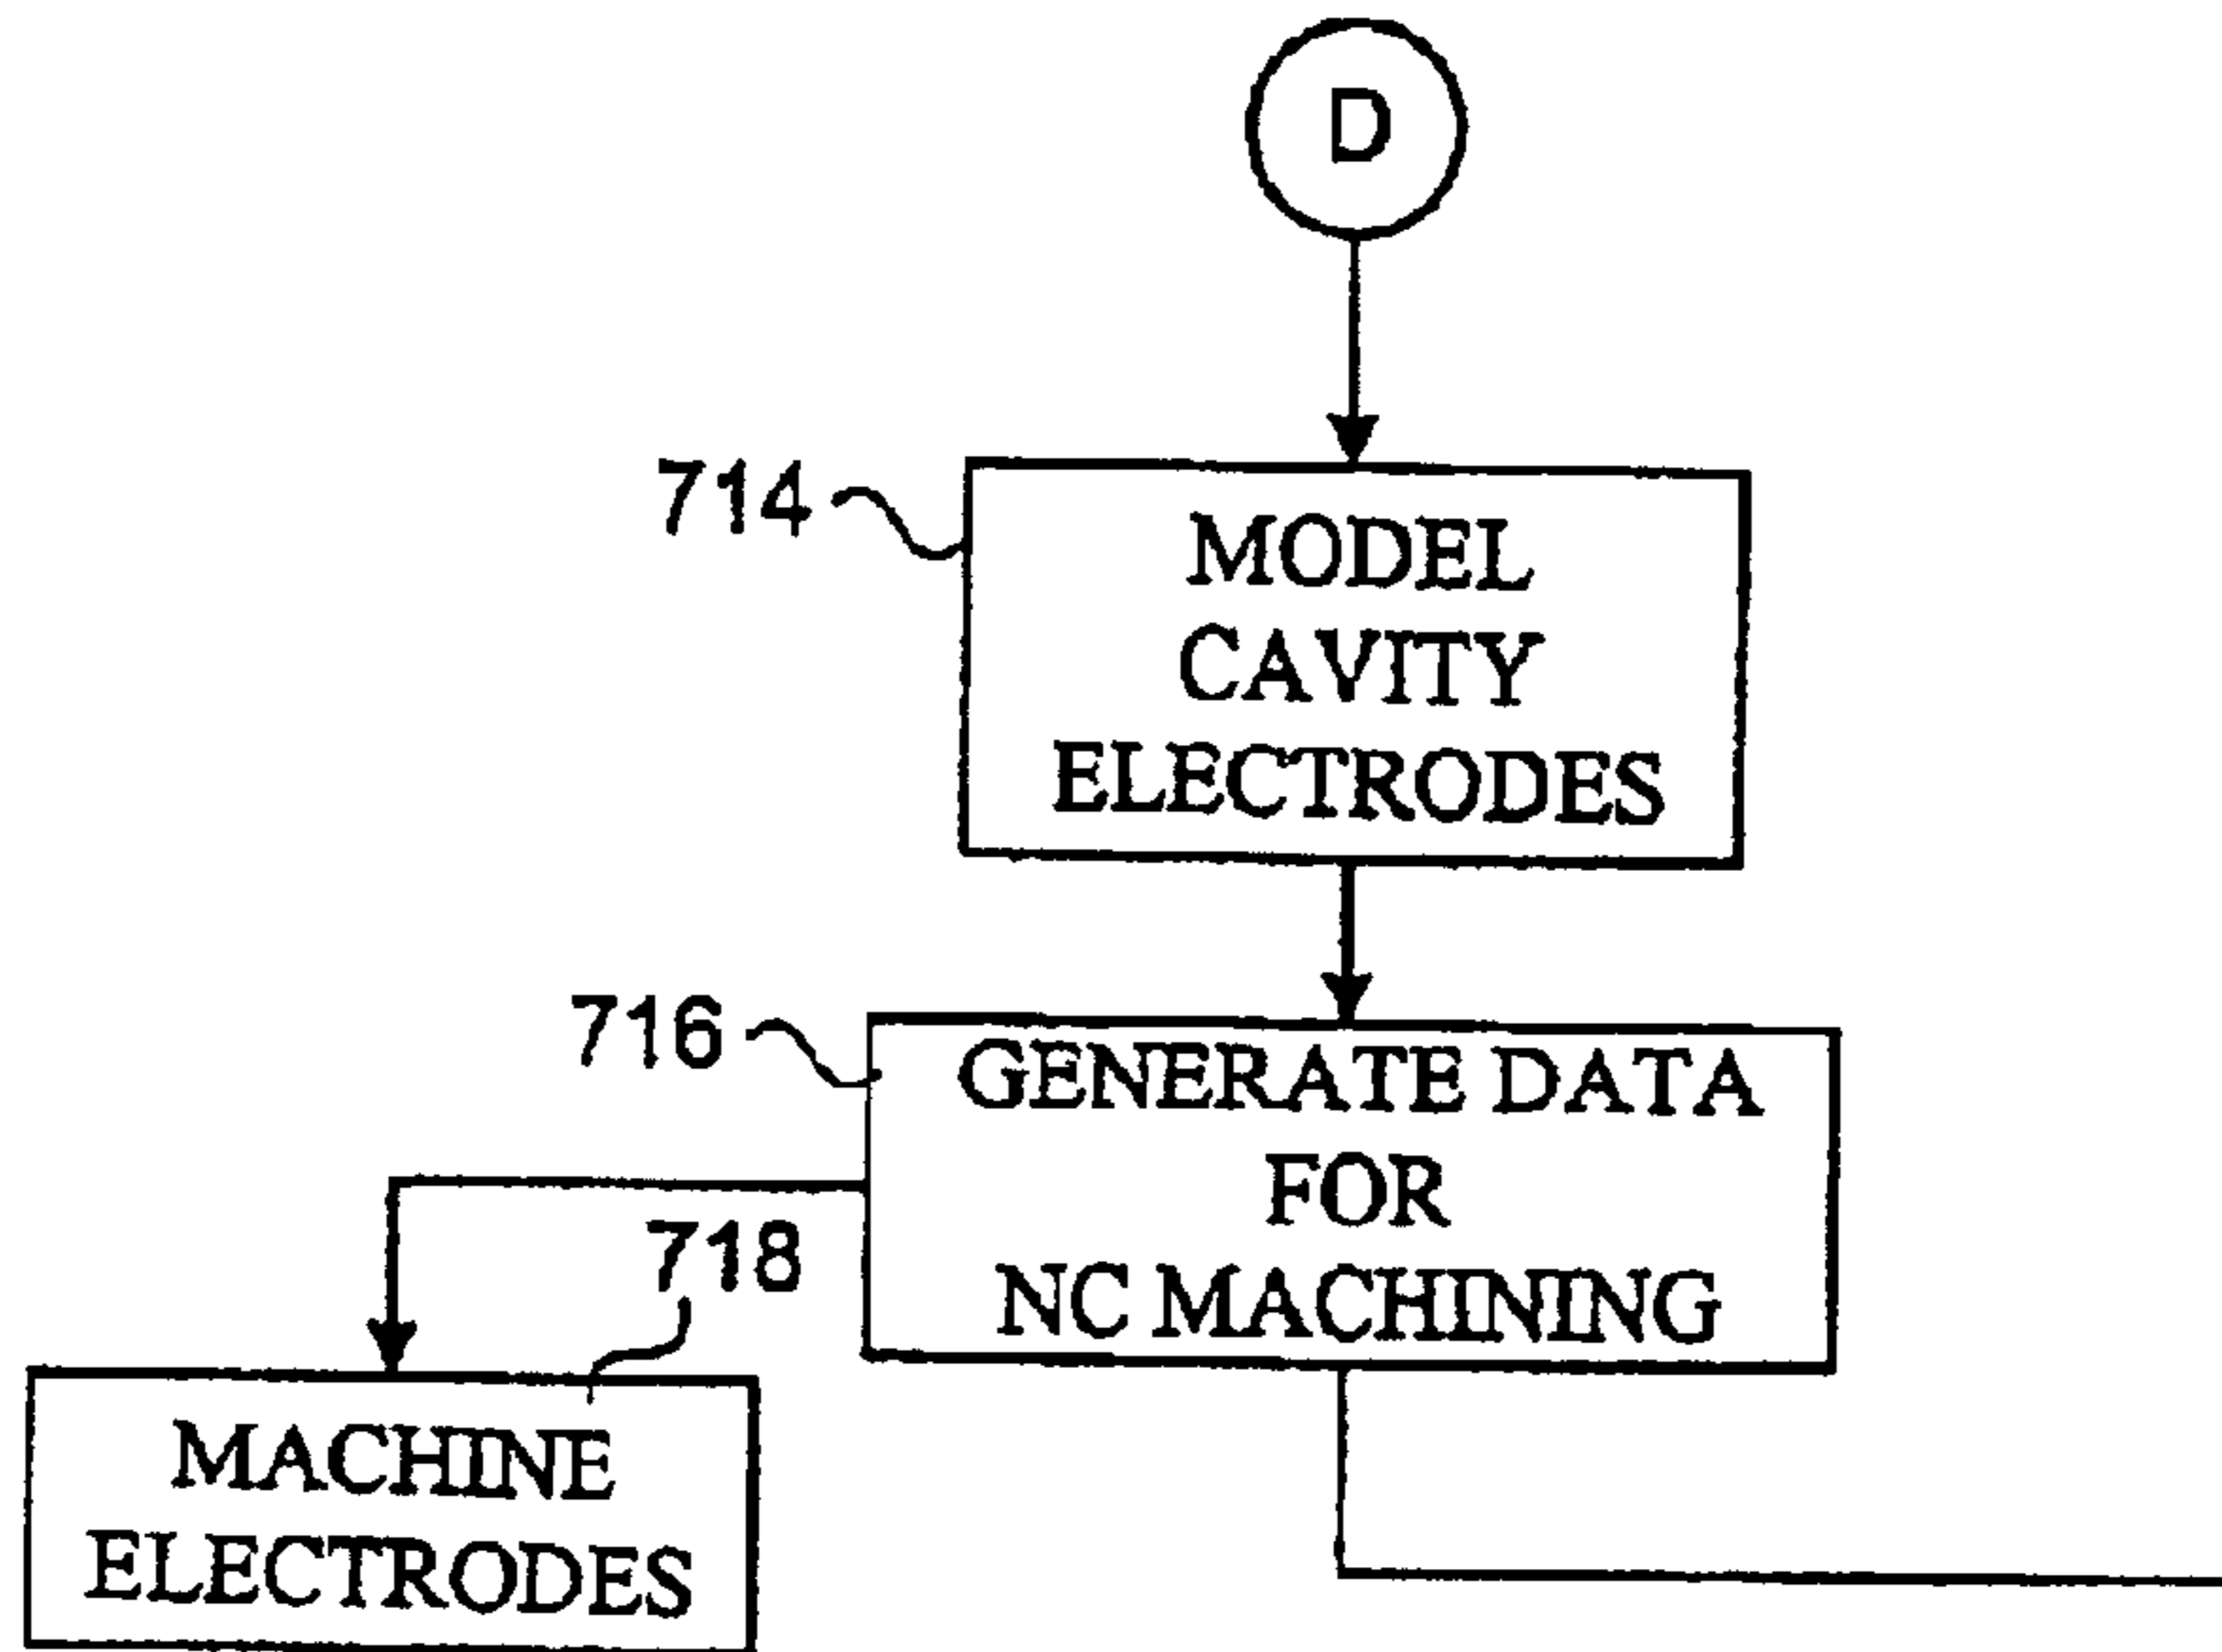 D
714
MODEL
CAVITY
ELECTRODES
716
GENERATE DATA
FOR
NC MACHINING
718
MACHINE
ELECTRODES